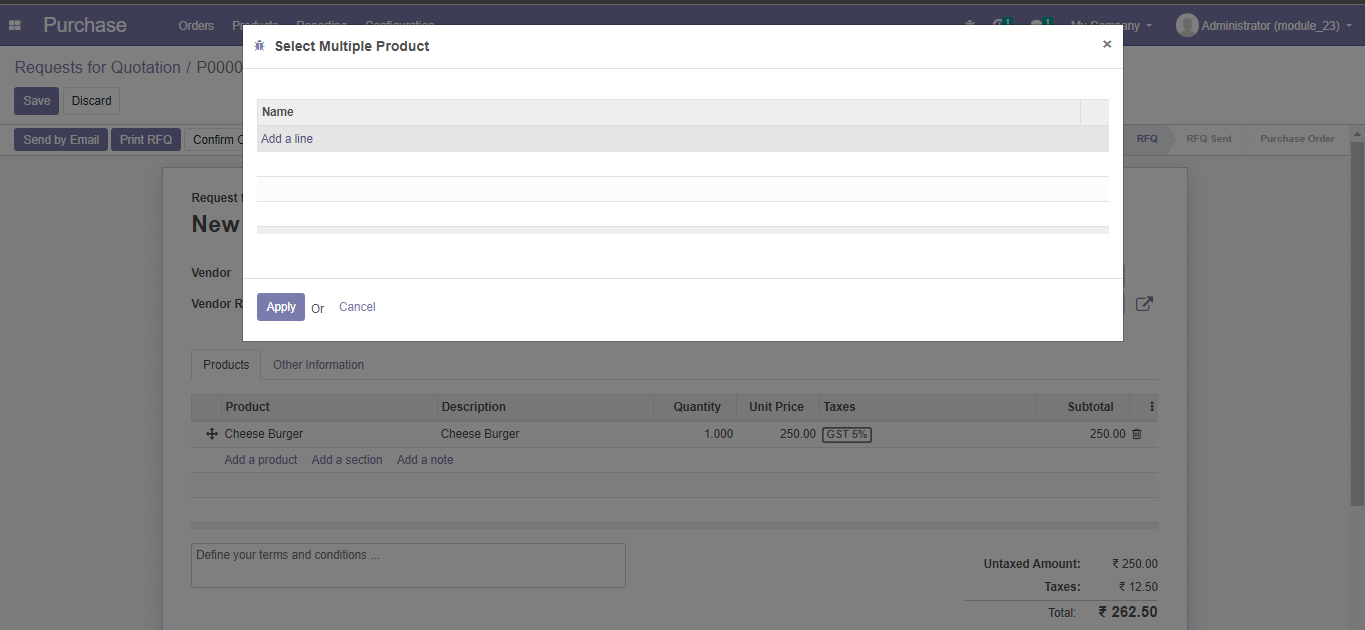 Purchase Orders Products Reporting Configuration 1 1 My Company Administrator (module_23)
Select Multiple Product ×
Requests for Quotation / P0000
Save Discard
Name
Add a line
Send by Email Print RFQ Confirm RFQ RFQ Sent Purchase Order
Request
New
Vendor
Vendor R
Apply Or Cancel
Products Other Information
Product Description Quantity Unit Price Taxes Subtotal
Cheese Burger Cheese Burger 1.000 250.00 GST 5% 250.00
Add a product Add a section Add a note
Define your terms and conditions ...
Untaxed Amount: ₹ 250.00
Taxes: ₹ 12.50
Total: ₹ 262.50